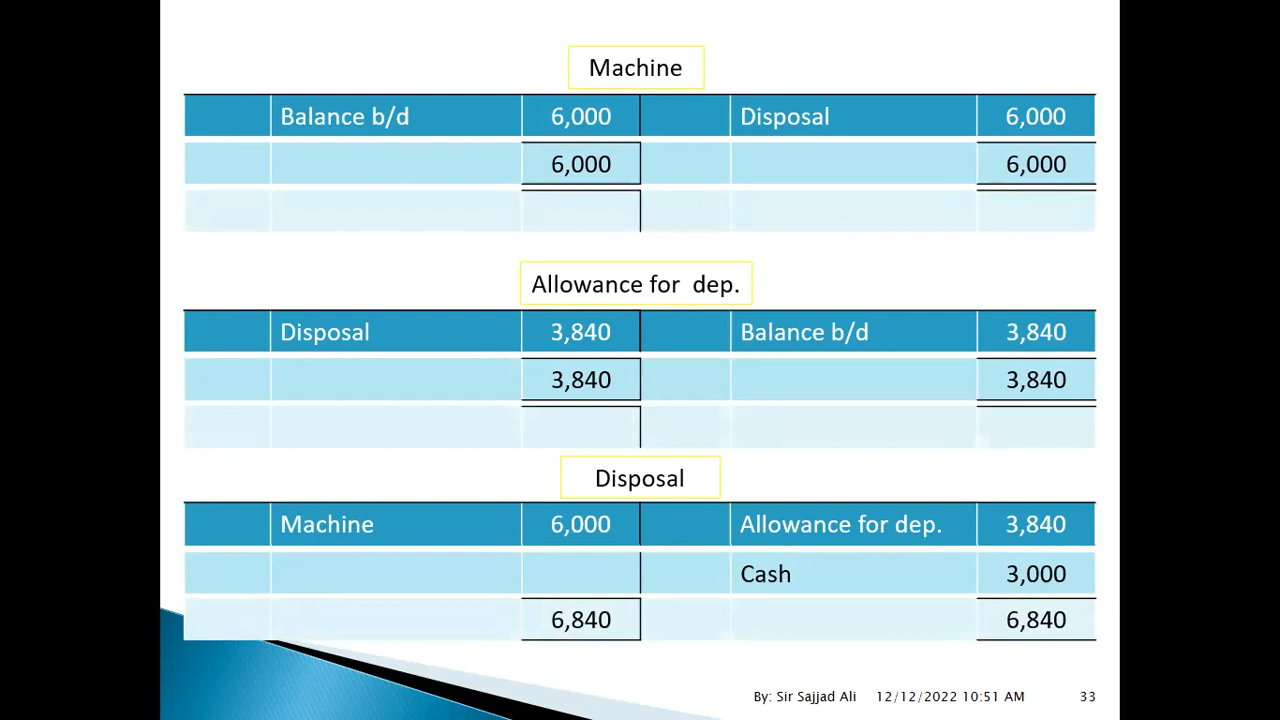 Machine
Balance b/d 6,000 Disposal 6,000
6,000 6,000
Allowance for dep.
Disposal 3,840 Balance b/d 3,840
3,840 3,840
Disposal
Machine 6,000 Allowance for dep. 3,840
Cash 3,000
6,840 6,840
By: Sir Sajjad Ali 12/12/2022 10:51 AM 33